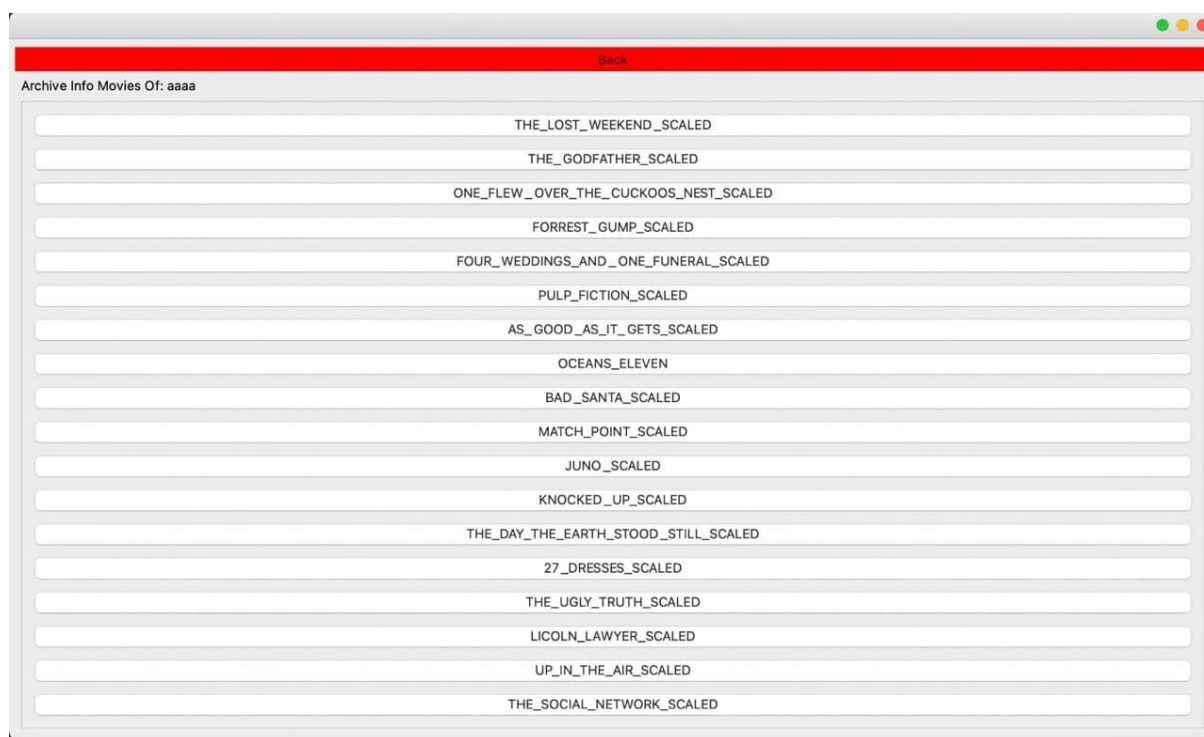 Back
Archive Info Movies Of: aaaa
THE_LOST_WEEKEND_SCALED
THE_GODFATHER_SCALED
ONE_FLEW_OVER_THE_CUCKOOS_NEST_SCALED
FORREST_GUMP_SCALED
FOUR_WEDDINGS_AND_ONE_FUNERAL_SCALED
PULP_FICTION_SCALED
AS_GOOD_AS_IT_GETS_SCALED
OCEANS_ELEVEN
BAD_SANTA_SCALED
MATCH_POINT_SCALED
JUNO_SCALED
KNOCKED_UP_SCALED
THE_DAY_THE_EARTH_STOOD_STILL_SCALED
27_DRESSES_SCALED
THE_UGLY_TRUTH_SCALED
LICOLN_LAWYER_SCALED
UP_IN_THE_AIR_SCALED
THE_SOCIAL_NETWORK_SCALED